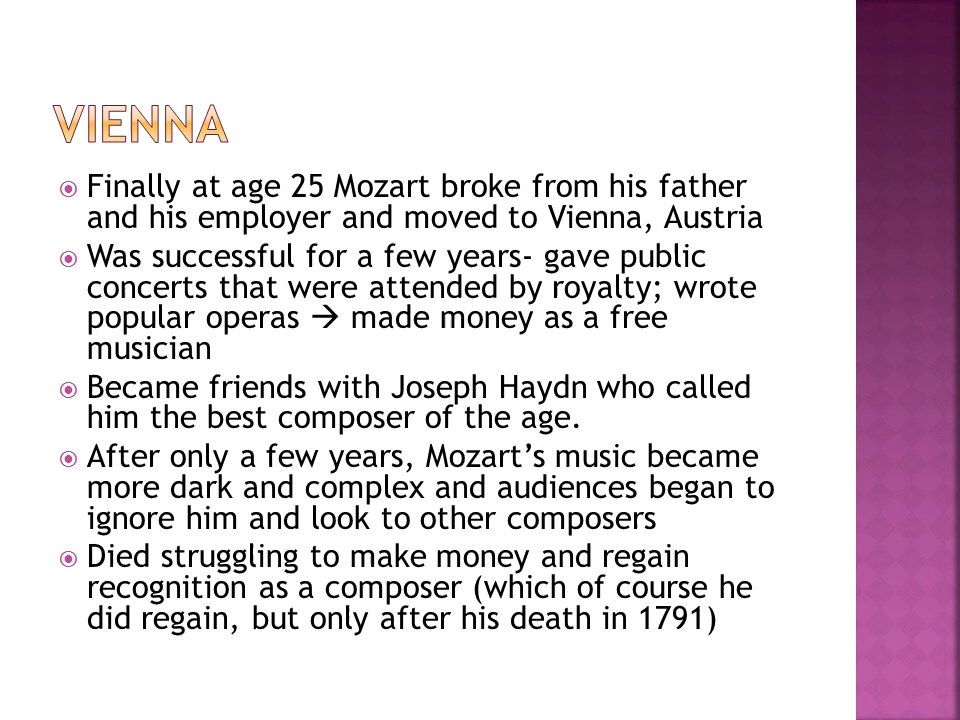 VIENNA
Finally at age 25 Mozart broke from his father
and his employer and moved to Vienna, Austria
Was successful for a few years- gave public
concerts that were attended by royalty; wrote
popular operas → made money as a free
musician
Became friends with Joseph Haydn who called
him the best composer of the age.
After only a few years, Mozart’s music became
more dark and complex and audiences began to
ignore him and look to other composers
Died struggling to make money and regain
recognition as a composer (which of course he
did regain, but only after his death in 1791)